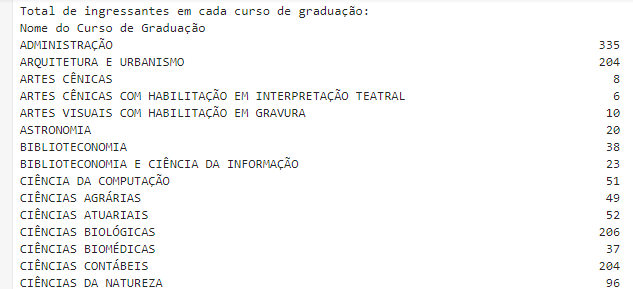 Total de ingressantes em cada curso de graduação:
Nome do Curso de Graduação
ADMINISTRAÇÃO 335
ARQUITETURA E URBANISMO 204
ARTES CÊNICAS 8
ARTES CÊNICAS COM HABILITAÇÃO EM INTERPRETAÇÃO TEATRAL 6
ARTES VISUAIS COM HABILITAÇÃO EM GRAVURA 10
ASTRONOMIA 20
BIBLIOTECONOMIA 38
BIBLIOTECONOMIA E CIÊNCIA DA INFORMAÇÃO 23
CIÊNCIA DA COMPUTAÇÃO 51
CIÊNCIAS AGRÁRIAS 49
CIÊNCIAS ATUARIAIS 52
CIÊNCIAS BIOLÓGICAS 206
CIÊNCIAS BIOMÉDICAS 37
CIÊNCIAS CONTÁBEIS 204
CIÊNCIAS DA NATUREZA 96